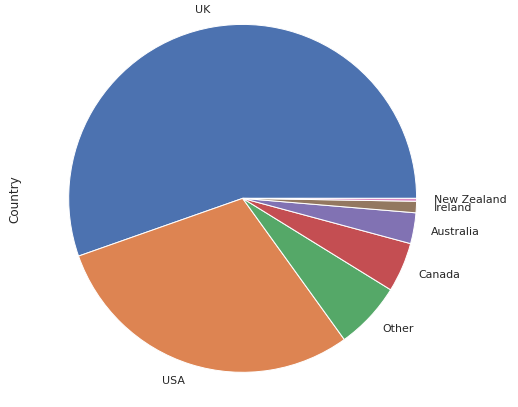 UK
Country
New Zealand
Ireland
Australia
Canada
Other
USA